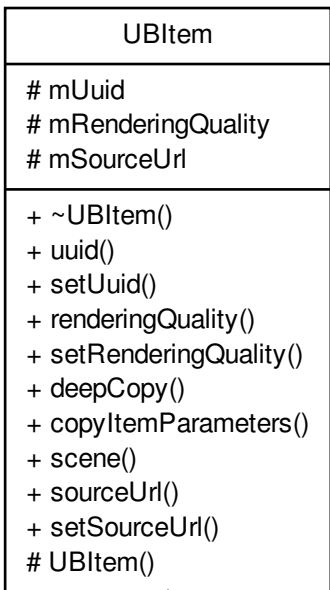 UBItem
# mUuid
# mRenderingQuality
# mSourceUrl
+ ~UBItem()
+ uuid()
+ setUuid()
+ renderingQuality()
+ setRenderingQuality()
+ deepCopy()
+ copyItemParameters()
+ scene()
+ sourceUrl()
+ setSourceUrl()
# UBItem()